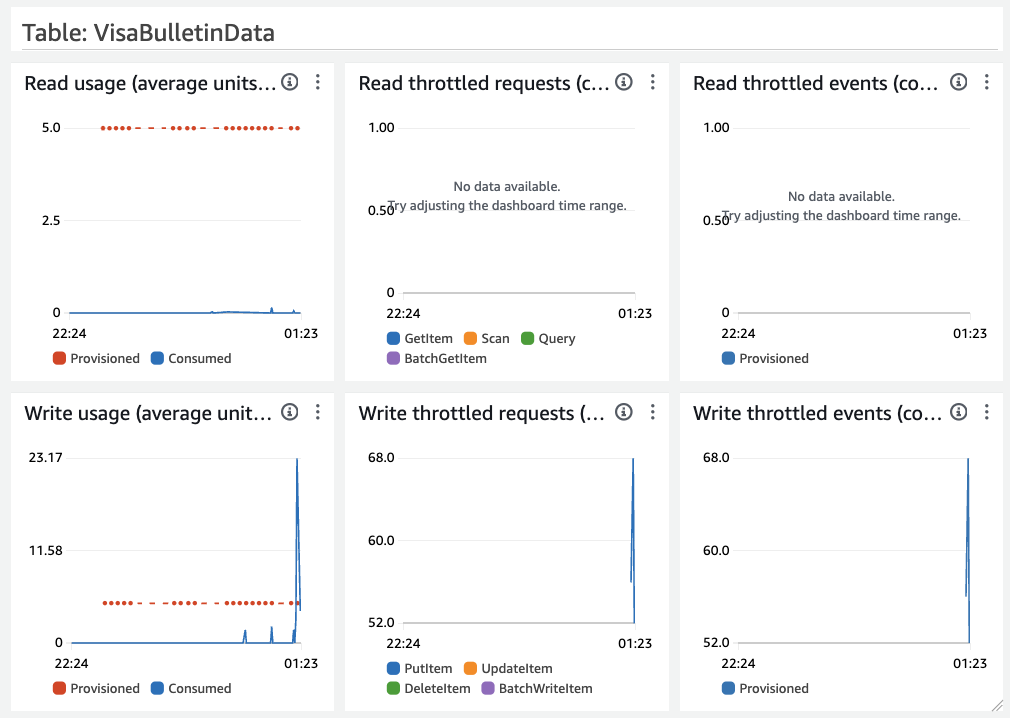 Table: VisaBulletinData
Read usage (average units...
5.0
2.5
0
22:24
01:23
Provisioned
Consumed
Read throttled requests (c...
1.00
No data available.
0.50
Try adjusting the dashboard time range.
0
22:24
01:23
GetItem
Scan
Query
BatchGetItem
Read throttled events (co...
1.00
No data available.
0.50
Try adjusting the dashboard time range.
0
22:24
01:23
Provisioned
Write usage (average unit...
23.17
11.58
0
22:24
01:23
Provisioned
Consumed
Write throttled requests (...
68.0
60.0
52.0
22:24
01:23
PutItem
UpdateItem
DeleteItem
BatchWriteItem
Write throttled events (co...
68.0
60.0
52.0
22:24
01:23
Provisioned